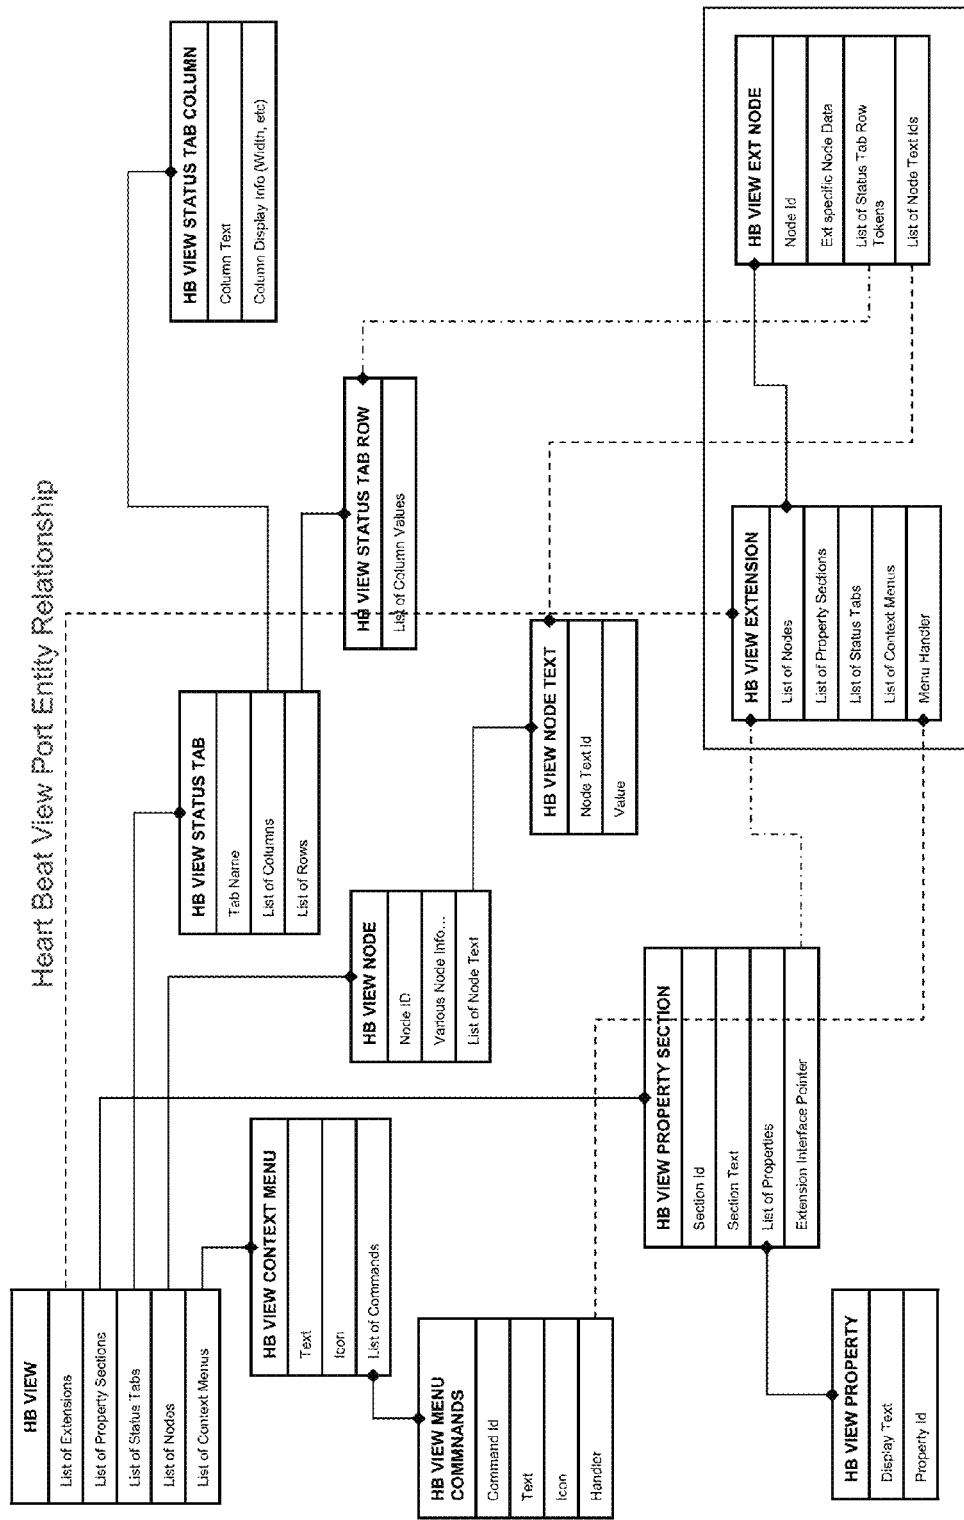 Heart Beat View Port Entity Relationship
HB VIEW
List of Extensions
List of Property Sections
List of Status Tabs
List of Nodes
List of Context Menus
HB VIEW CONTEXT MENU
Text
Icon
List of Commands
HB VIEW MENU
COMMNANDS
Command Id
Text
Icon
Handler
HB VIEW STATUS TAB
Tab Name
List of Columns
List of Rows
HB VIEW STATUS TAB COLUMN
Column Text
Column Display Info (Width, etc)
HB VIEW STATUS TAB ROW
List of Column Values
HB VIEW NODE
Node ID
Various Node Info...
List of Node Text
HB VIEW NODE TEXT
Node Text Id
Value
HB VIEW PROPERTY SECTION
Section Id
Section Text
List of Properties
Extension Interface Pointer
HB VIEW PROPERTY
Display Text
Property Id
HB VIEW EXTENSION
List of Nodes
List of Property Sections
List of Status Tabs
List of Context Menus
Menu Handler
HB VIEW EXT NODE
Node Id
Ext specific Node Data
List of Status Tab Row
Tokens
List of Node Text Ids